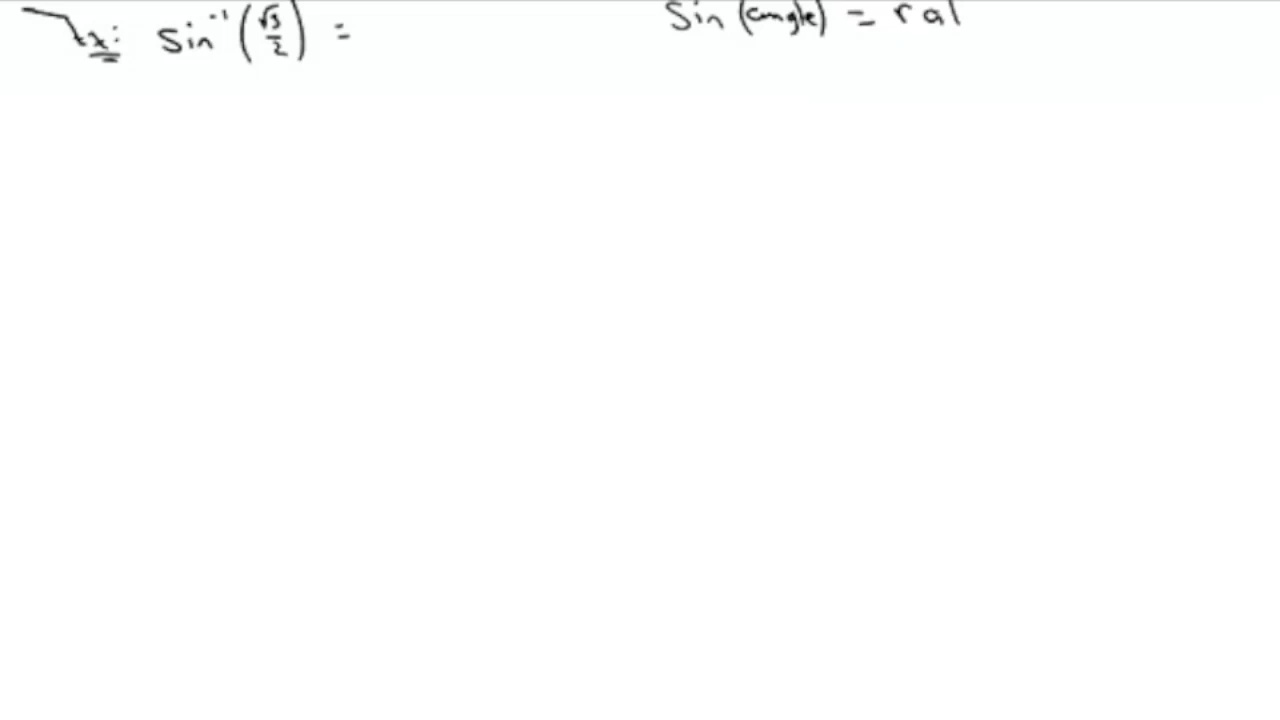 Ex: Sin⁻¹(√3/2) =
Sin (angle) = ral